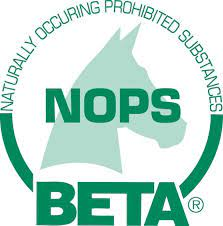 NATURALLY OCCURING PROHIBITED SUBSTANCES
NOPS
BETA®